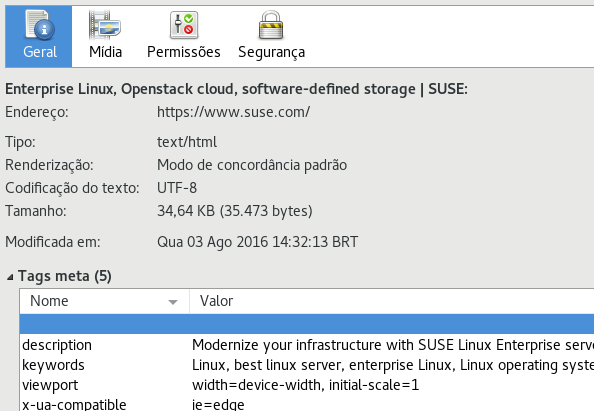 Geral Mídia Permissões Segurança
Enterprise Linux, Openstack cloud, software-defined storage | SUSE:
Endereço: https://www.suse.com/
Tipo: text/html
Renderização: Modo de concordância padrão
Codificação do texto: UTF-8
Tamanho: 34,64 KB (35.473 bytes)
Modificada em: Qua 03 Ago 2016 14:32:13 BRT
Tags meta (5)
Nome Valor
description Modernize your infrastructure with SUSE Linux Enterprise serve
keywords Linux, best linux server, enterprise Linux, Linux operating syste
viewport width=device-width, initial-scale=1
x-ua-compatible ie=edge